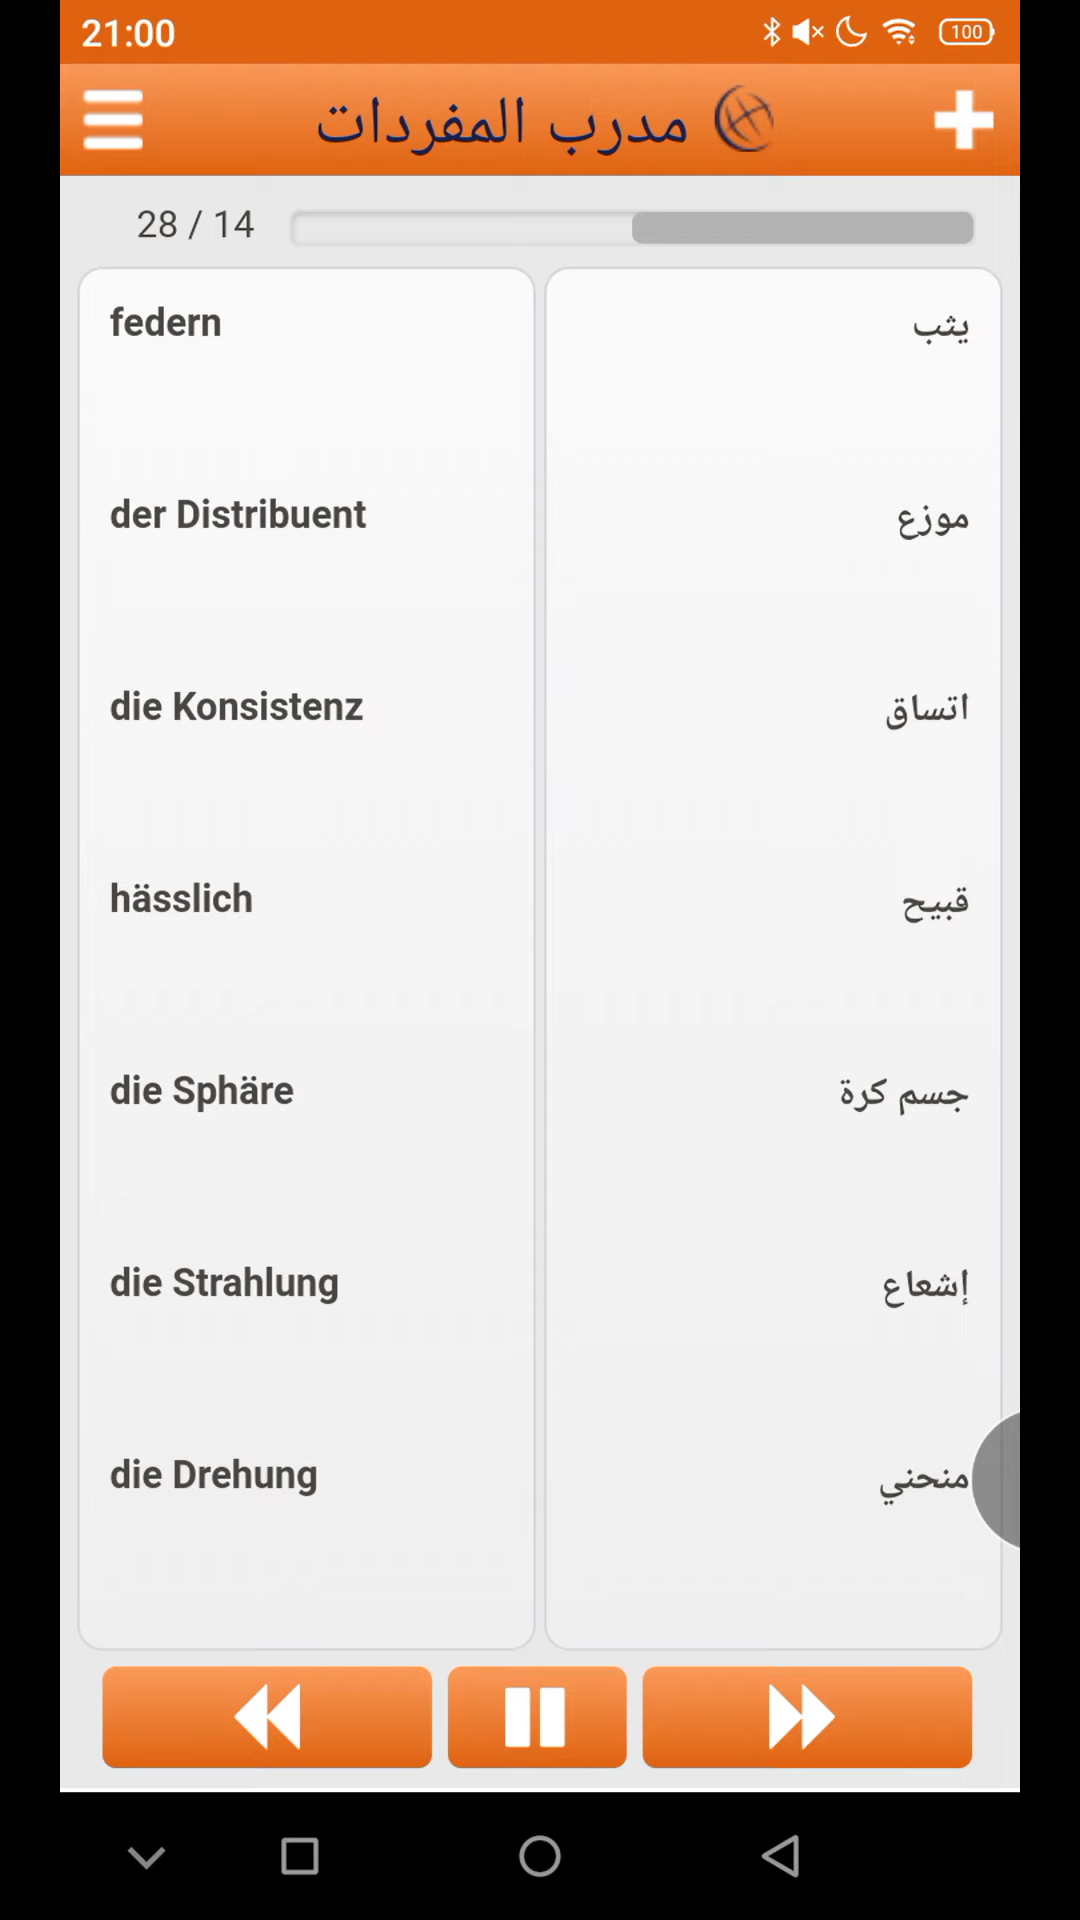 21:00
100
مدرب المفردات
28 / 14
federn
يثب
der Distribuent
موزع
die Konsistenz
اتساق
hässlich
قبيح
die Sphäre
جسم كرة
die Strahlung
إشعاع
die Drehung
منحني